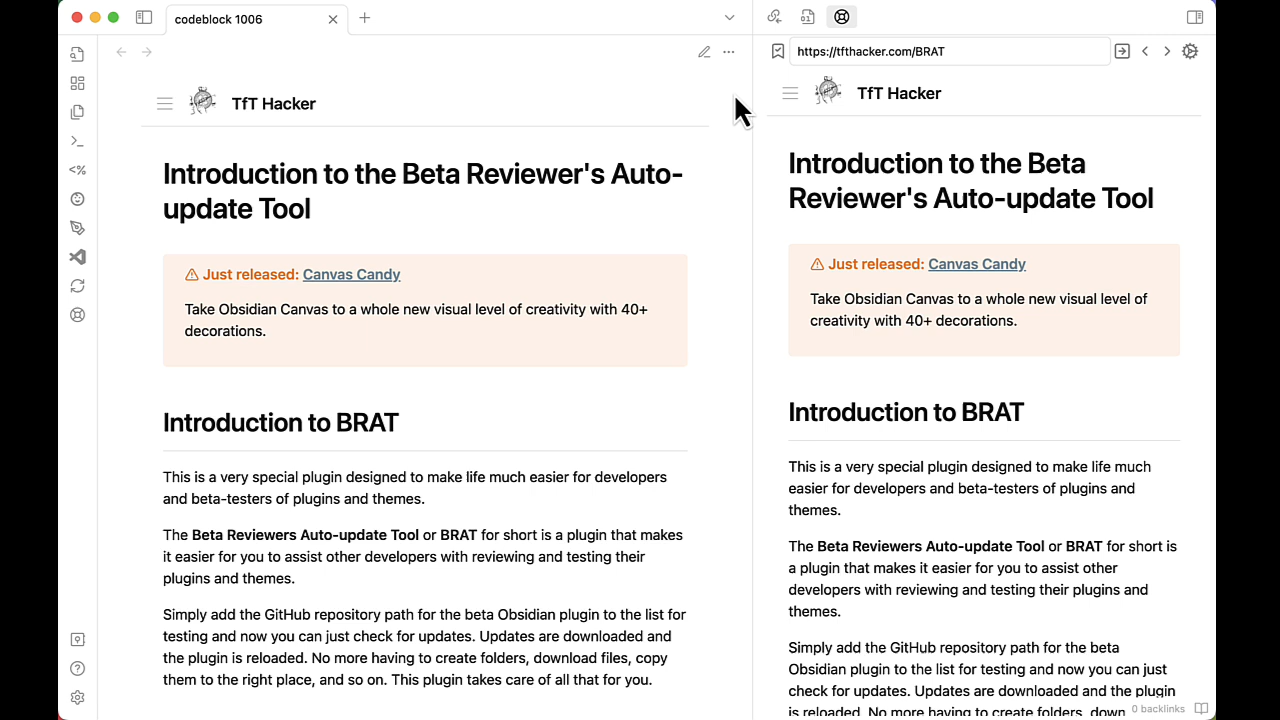 codeblock 1006
TfT Hacker
Introduction to the Beta Reviewer's Auto-
update Tool
Just released: Canvas Candy
Take Obsidian Canvas to a whole new visual level of creativity with 40+
decorations.
Introduction to BRAT
This is a very special plugin designed to make life much easier for developers
and beta-testers of plugins and themes.
The Beta Reviewers Auto-update Tool or BRAT for short is a plugin that makes
it easier for you to assist other developers with reviewing and testing their
plugins and themes.
Simply add the GitHub repository path for the beta Obsidian plugin to the list for
testing and now you can just check for updates. Updates are downloaded and
the plugin is reloaded. No more having to create folders, download files, copy
them to the right place, and so on. This plugin takes care of all that for you.
https://tfthacker.com/BRAT
TfT Hacker
Introduction to the Beta
Reviewer's Auto-update Tool
Just released: Canvas Candy
Take Obsidian Canvas to a whole new visual level of
creativity with 40+ decorations.
Introduction to BRAT
This is a very special plugin designed to make life much
easier for developers and beta-testers of plugins and
themes.
The Beta Reviewers Auto-update Tool or BRAT for short is
a plugin that makes it easier for you to assist other
developers with reviewing and testing their plugins and
themes.
Simply add the GitHub repository path for the beta
Obsidian plugin to the list for testing and now you can just
check for updates. Updates are downloaded and the plugin
is reloaded. No more having to create folders, down
0 backlinks